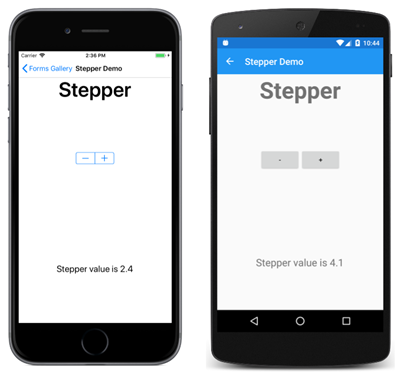 Carrier 2:36 PM
Forms Gallery Stepper Demo
Stepper
− +
Stepper value is 2.4
10:44
Stepper Demo
Stepper
- +
Stepper value is 4.1